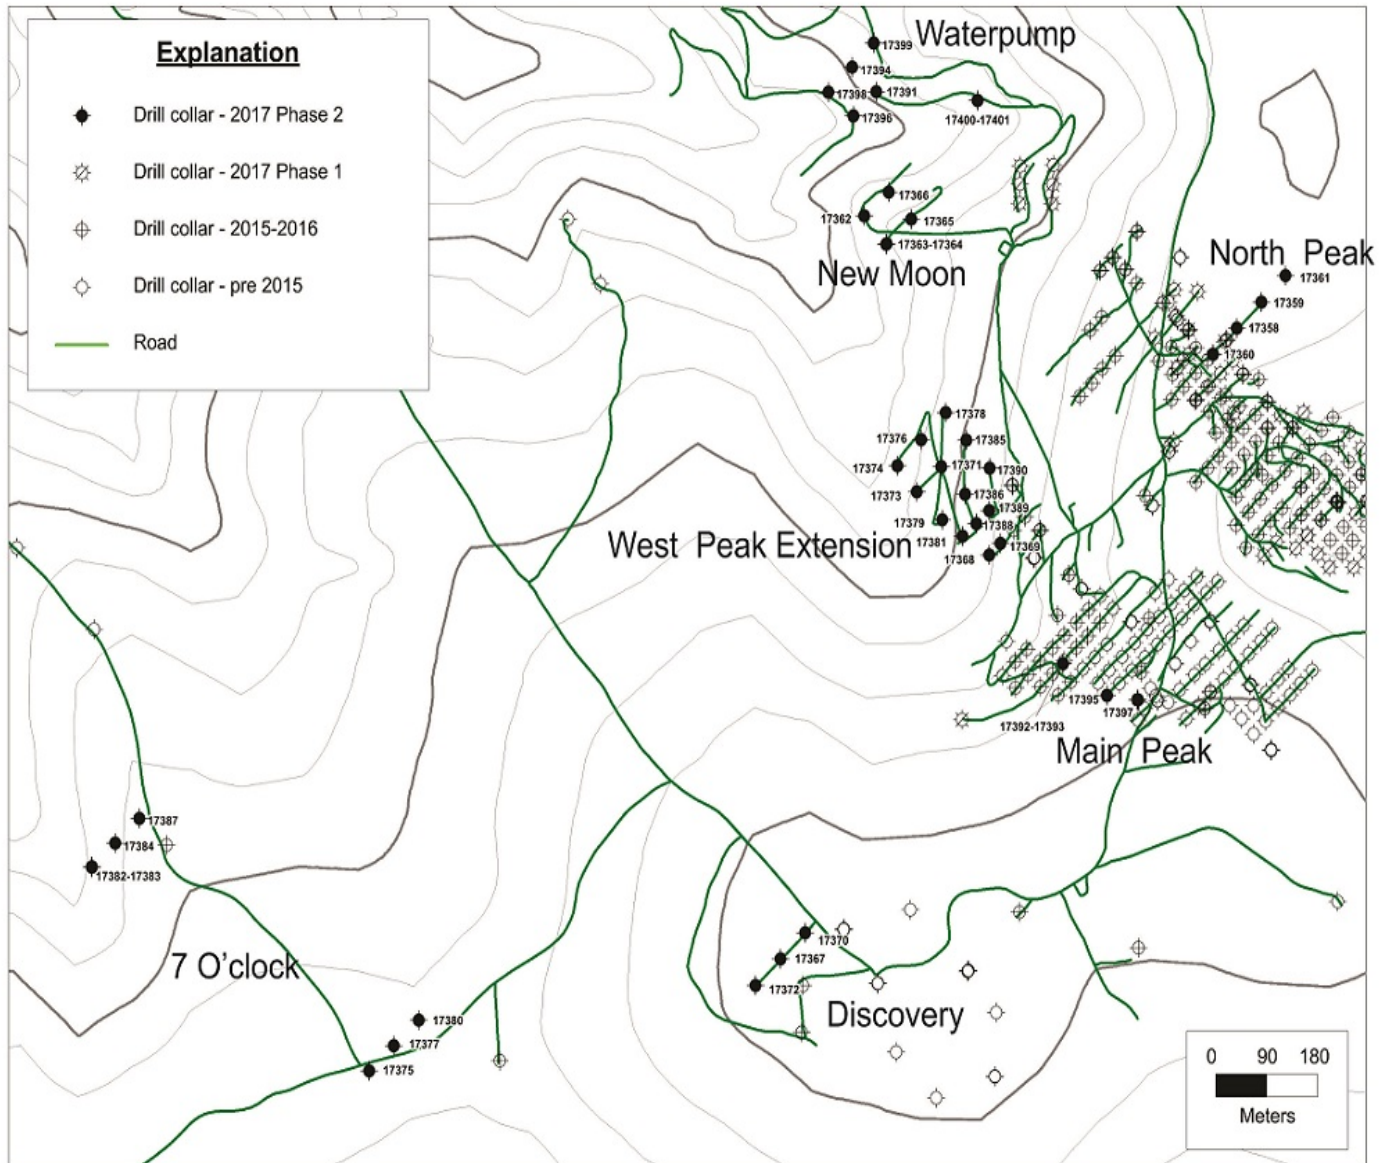 Explanation
Drill collar - 2017 Phase 2
Drill collar - 2017 Phase 1
Drill collar - 2015-2016
Drill collar - pre 2015
Road
Waterpump
17399
17394
17398
17391
17396
17400-17401
17366
17362
17365
17363-17364
New Moon
North Peak
17361
17359
17358
17360
17378
17376
17385
17374
17371
17390
17373
17386
17389
17379
17388
17381
17369
17368
West Peak Extension
17395
17397
17392-17393
Main Peak
17387
17384
17382-17383
7 O'clock
17370
17367
17372
Discovery
17380
17377
17375
0 90 180
Meters